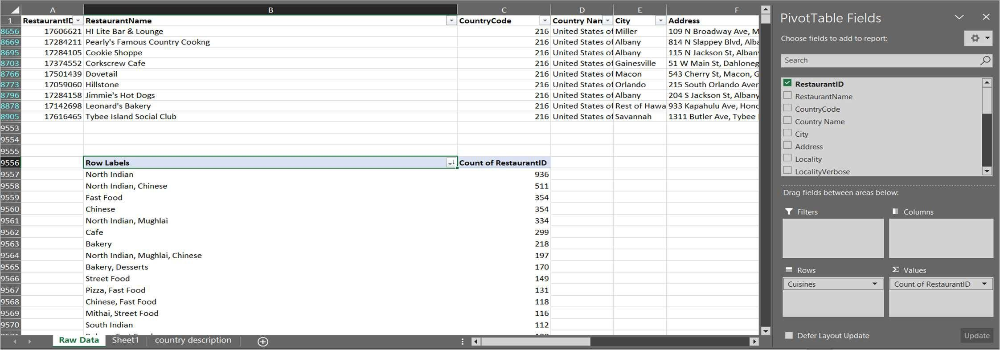 A B C D E F
1 RestaurantID RestaurantName CountryCode Country Nan City Address
8656 17606621 HI Lite Bar & Lounge 216 United States of Miller 109 N Broadway Ave, M
8669 17284211 Pearly's Famous Country Cookng 216 United States of Albany 814 N Slappey Blvd, Alba
8695 17284105 Cookie Shoppe 216 United States of Albany 115 N Jackson St, Albany
8703 17374552 Corkscrew Cafe 216 United States of Gainesville 51 W Main St, Dahloneg
8766 17501439 Dovetail 216 United States of Macon 543 Cherry St, Macon, G
8773 17059060 Hillstone 216 United States of Orlando 215 South Orlando Aver
8796 17284158 Jimmie's Hot Dogs 216 United States of Albany 204 S Jackson St, Albany
8878 17142698 Leonard's Bakery 216 United States of Rest of Hawa 933 Kapahulu Ave, Hono
8905 17616465 Tybee Island Social Club 216 United States of Savannah 1311 Butler Ave, Tybee
9553
9554
9555
9556 Row Labels Count of RestaurantID
9557 North Indian 936
9558 North Indian, Chinese 511
9559 Fast Food 354
9560 Chinese 354
9561 North Indian, Mughlai 334
9562 Cafe 299
9563 Bakery 218
9564 North Indian, Mughlai, Chinese 197
9565 Bakery, Desserts 170
9566 Street Food 149
9567 Pizza, Fast Food 131
9568 Chinese, Fast Food 118
9569 Mithai, Street Food 116
9570 South Indian 112
Raw Data Sheet1 country description
PivotTable Fields
Choose fields to add to report:
Search
RestaurantID
RestaurantName
CountryCode
Country Name
City
Address
Locality
LocalityVerbose
Drag fields between areas below:
Filters Columns
Rows Σ Values
Cuisines Count of RestaurantID
Defer Layout Update Update